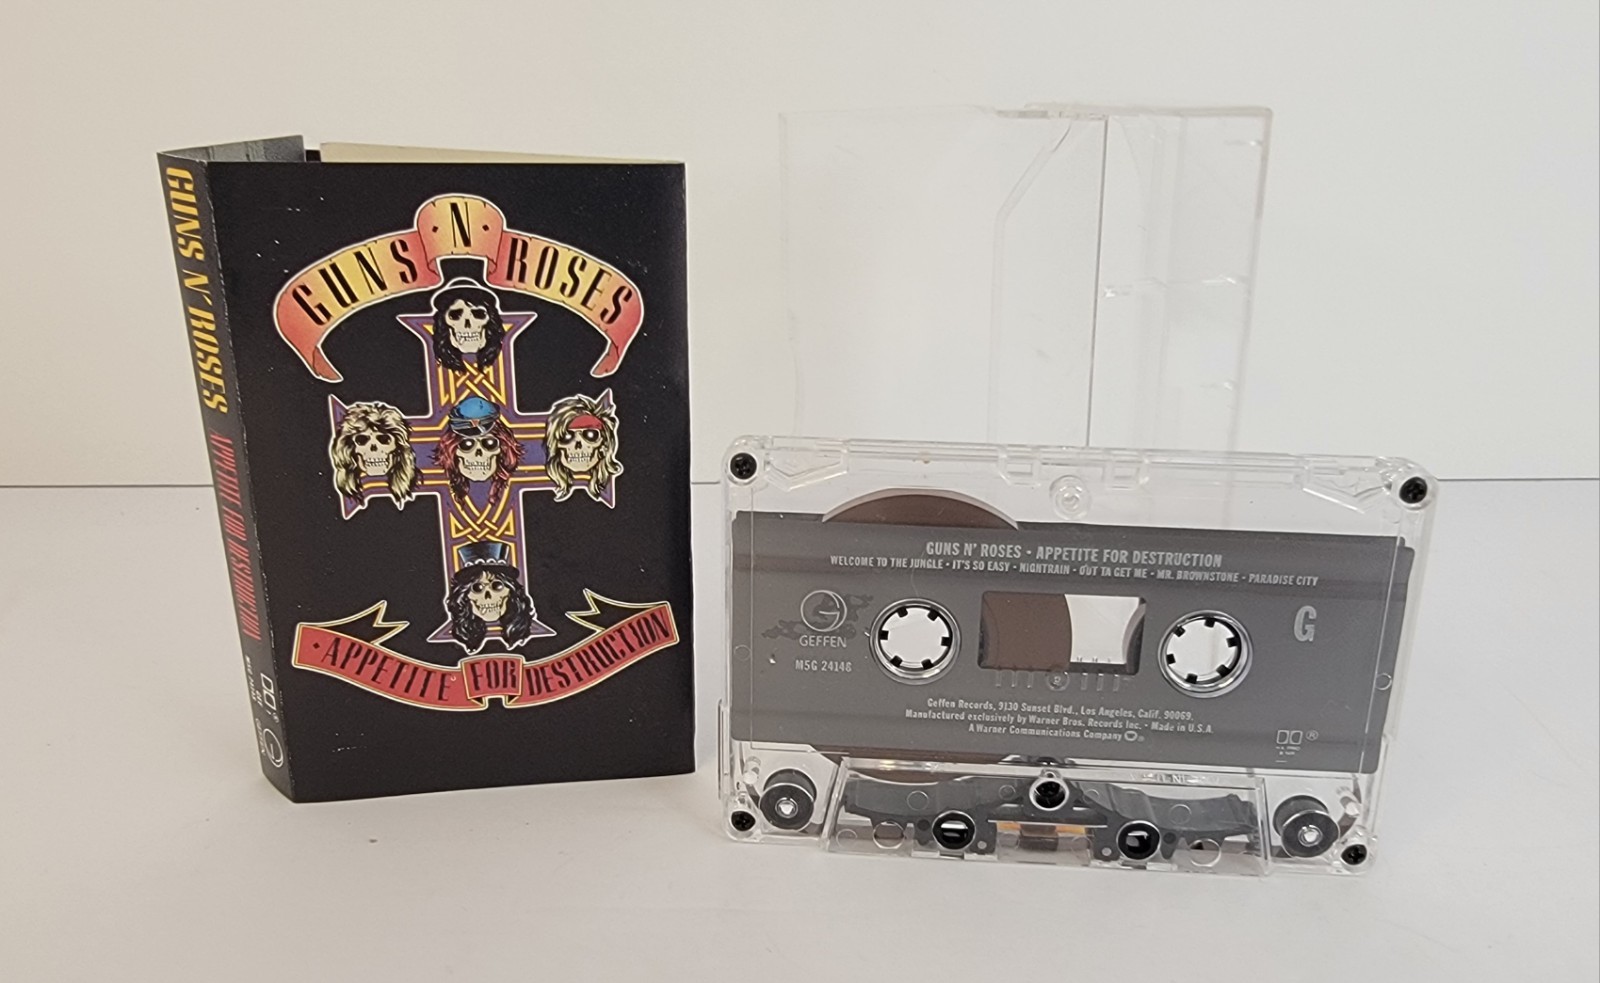 GUNS N' ROSES APPETITE FOR DESTRUCTION
GUNS N ROSES
APPETITE FOR DESTRUCTION
GUNS N' ROSES • APPETITE FOR DESTRUCTION
WELCOME TO THE JUNGLE • IT'S SO EASY • NIGHTRAIN • OUT TA GET ME • MR. BROWNSTONE • PARADISE CITY
G
GEFFEN
M5G 24148
G
Geffen Records, 9130 Sunset Blvd., Los Angeles, Calif. 90069.
Manufactured exclusively by Warner Bros. Records Inc. • Made in U.S.A.
A Warner Communications Company